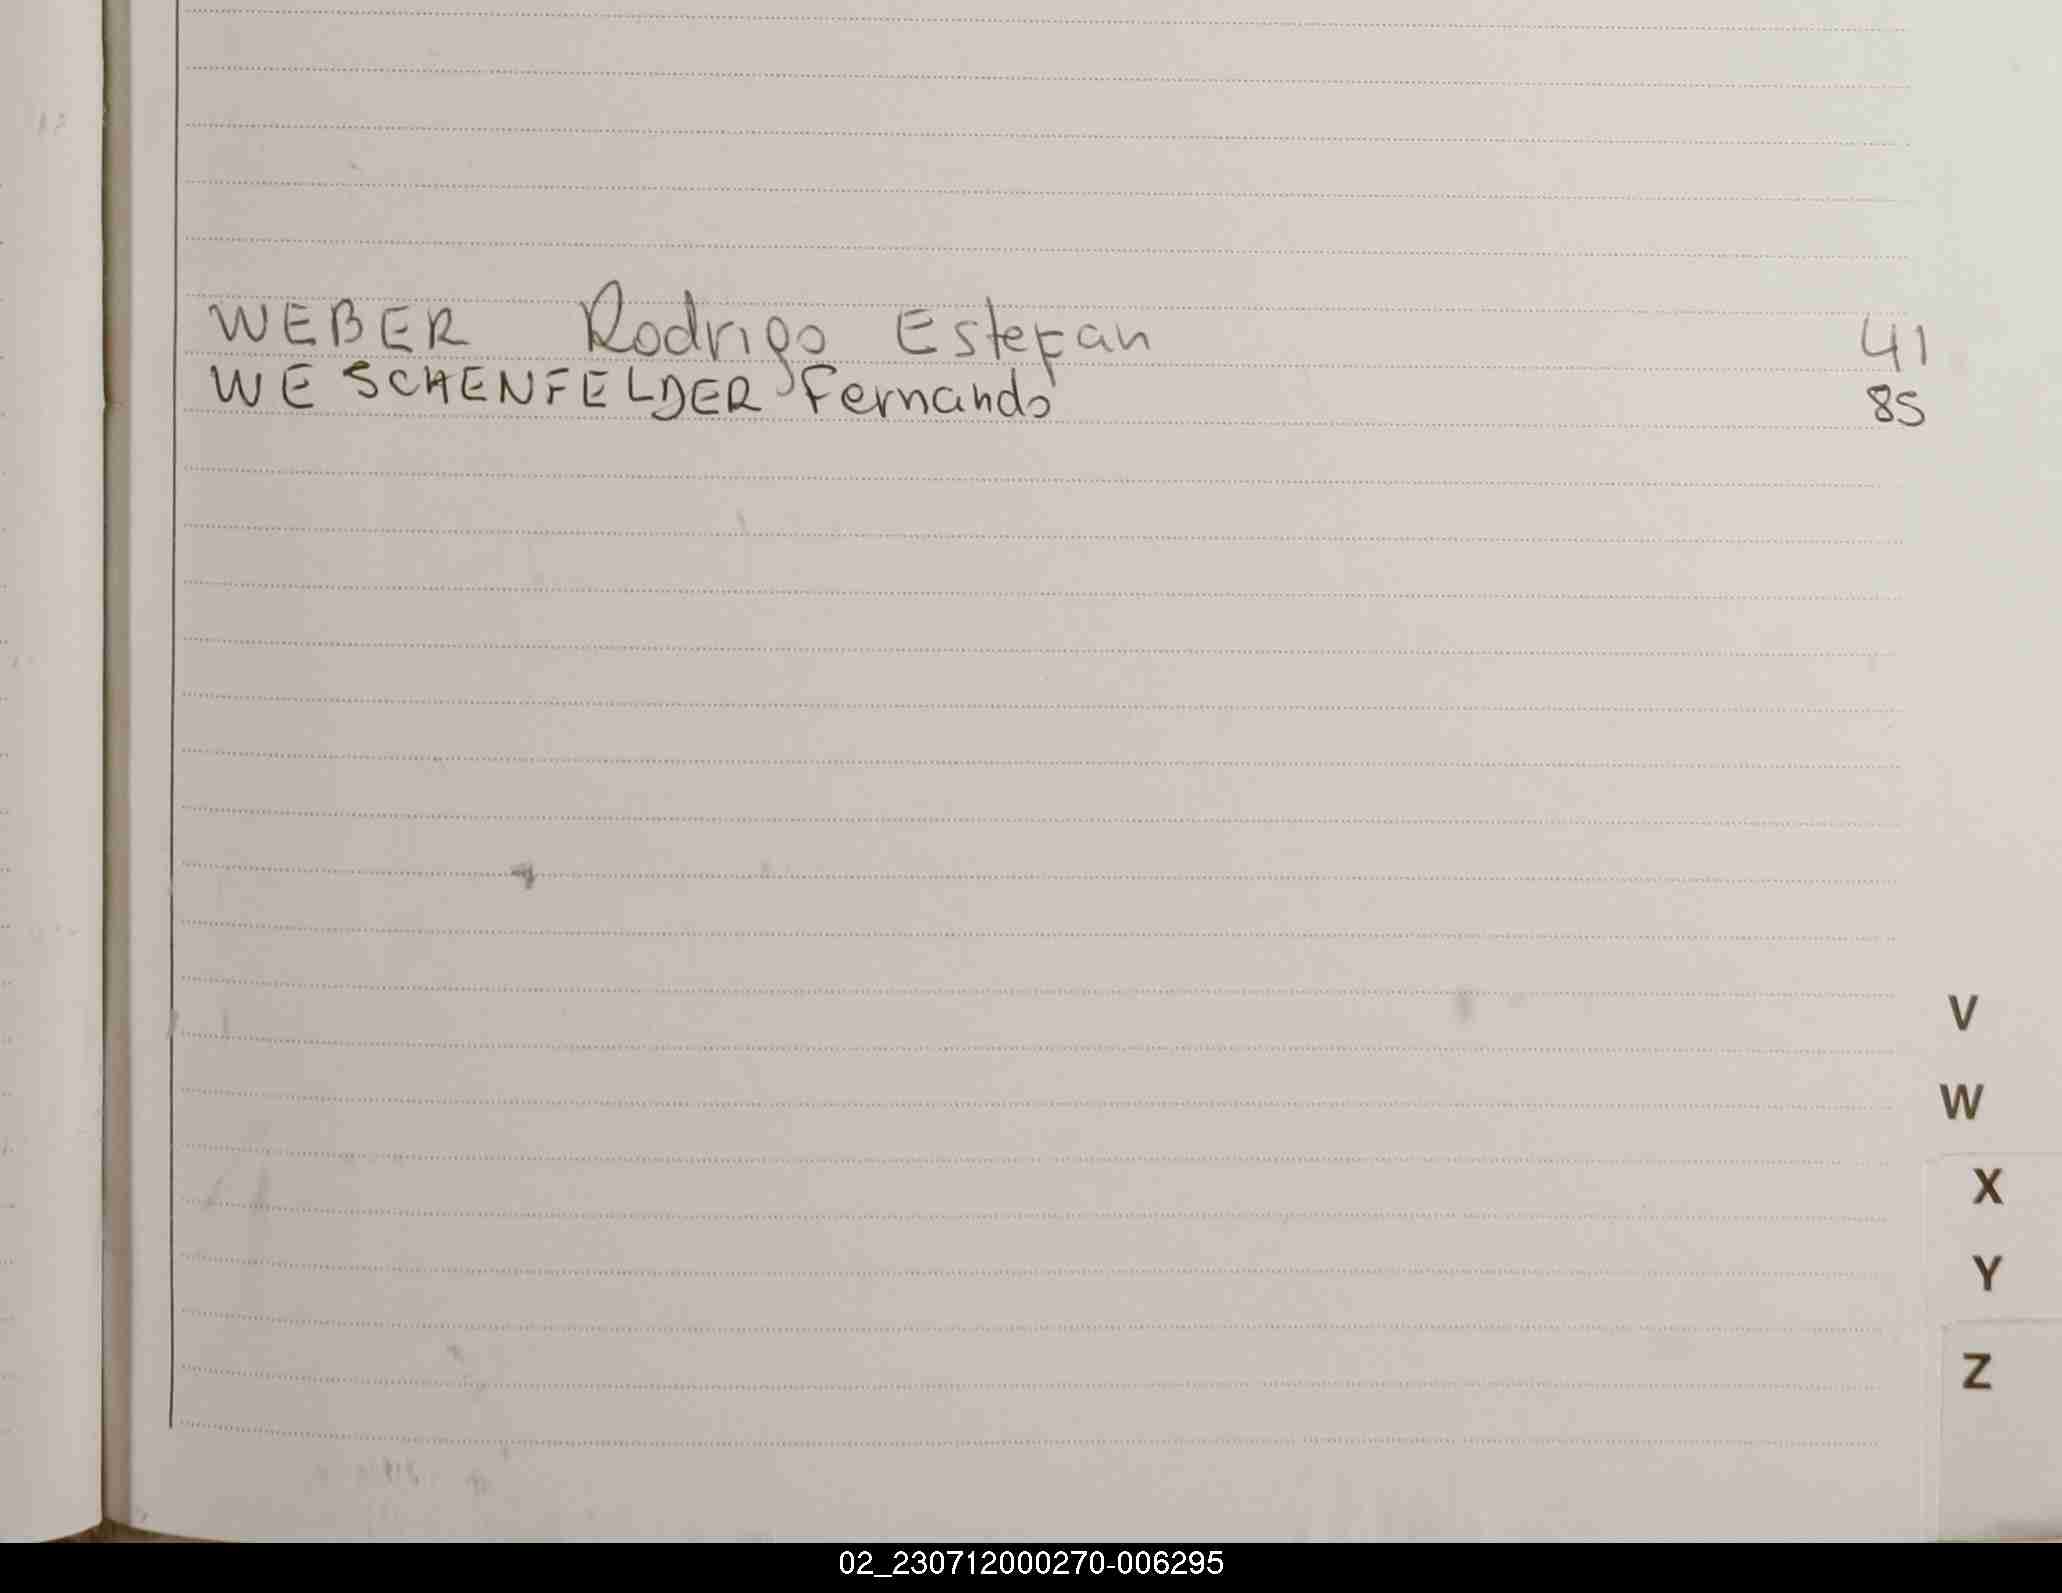 WEBER Rodrigo Estefan 41
WESCHENFELDER Fernando 85
V
W
X
Y
Z
02_230712000270-006295